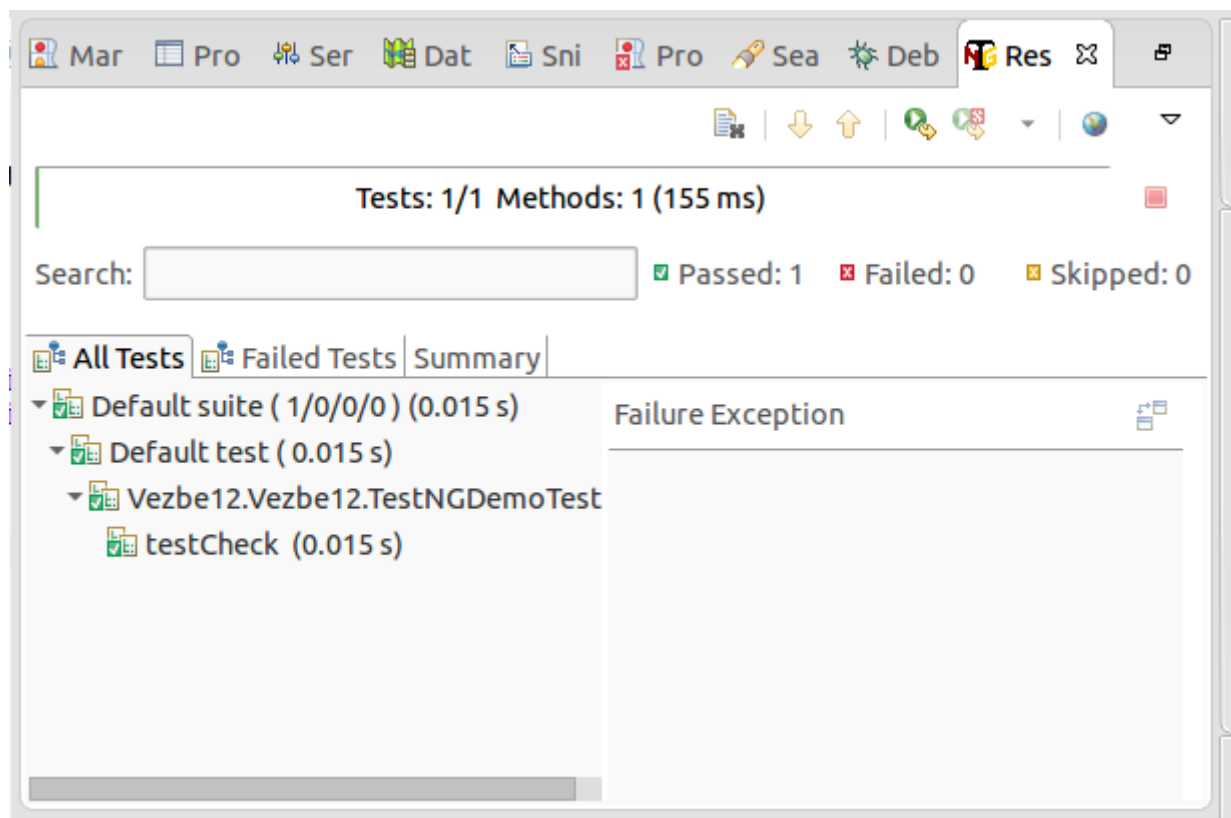 Mar Pro Ser Dat Sni Pro Sea Deb Res
Tests: 1/1 Methods: 1 (155 ms)
Search: Passed: 1 Failed: 0 Skipped: 0
All Tests Failed Tests Summary
Default suite ( 1/0/0/0 ) (0.015 s)
Failure Exception
Default test ( 0.015 s)
Vezbe12.Vezbe12.TestNGDemoTest
testCheck (0.015 s)